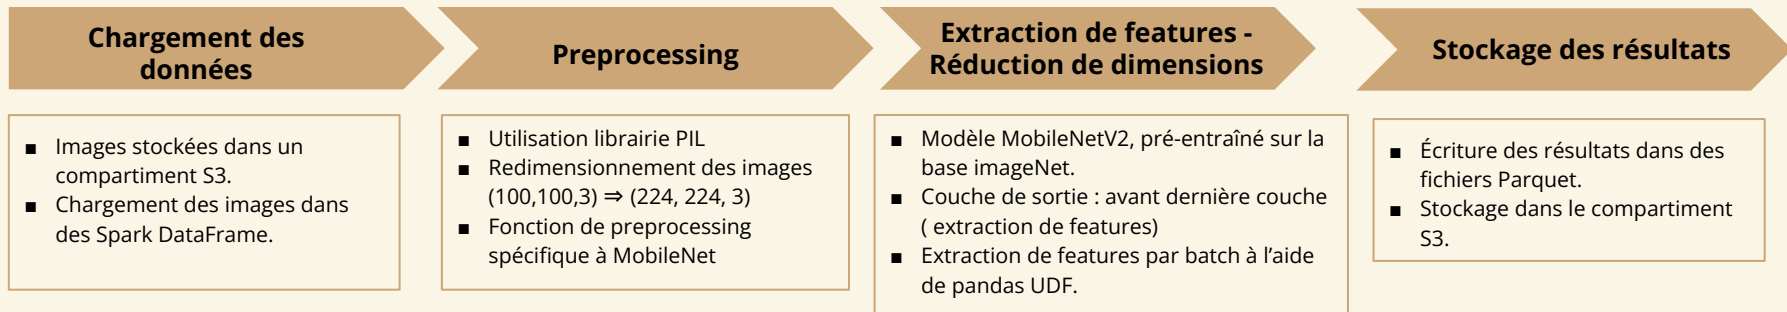 Chargement des
données
■ Images stockées dans un
compartiment S3.
■ Chargement des images dans
des Spark DataFrame.
Preprocessing
■ Utilisation librairie PIL
■ Redimensionnement des images
(100,100,3) ⇒ (224, 224, 3)
■ Fonction de preprocessing
spécifique à MobileNet
Extraction de features -
Réduction de dimensions
■ Modèle MobileNetV2, pré-entraîné sur la
base imageNet.
■ Couche de sortie : avant dernière couche
( extraction de features)
■ Extraction de features par batch à l’aide
de pandas UDF.
Stockage des résultats
■ Écriture des résultats dans des
fichiers Parquet.
■ Stockage dans le compartiment
S3.